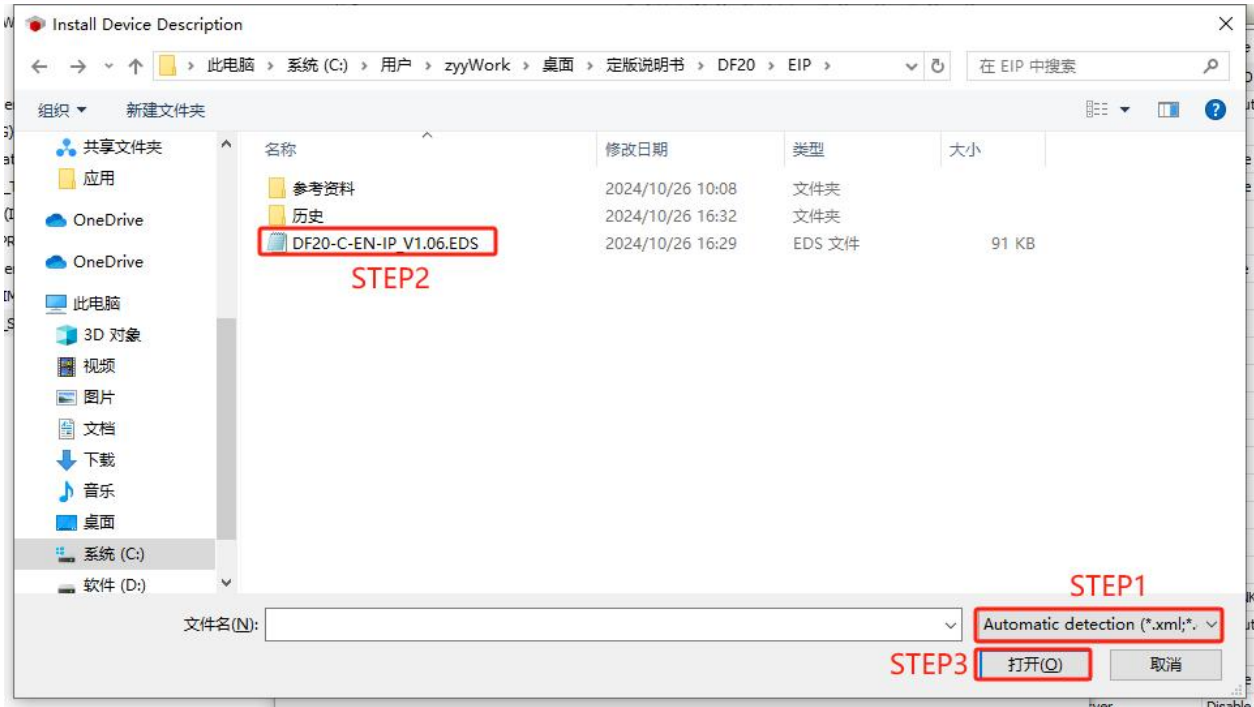 Install Device Description
此电脑 › 系统 (C:) › 用户 › zyyWork › 桌面 › 定版说明书 › DF20 › EIP ›
在 EIP 中搜索
组织
新建文件夹
共享文件夹
应用
OneDrive
OneDrive
此电脑
3D 对象
视频
图片
文档
下载
音乐
桌面
系统 (C:)
软件 (D:)
名称 修改日期 类型 大小
参考资料 2024/10/26 10:08 文件夹
历史 2024/10/26 16:32 文件夹
DF20-C-EN-IP_V1.06.EDS 2024/10/26 16:29 EDS 文件 91 KB
STEP2
STEP1
文件名(N):
Automatic detection (*.xml;*.
STEP3
打开(O)
取消